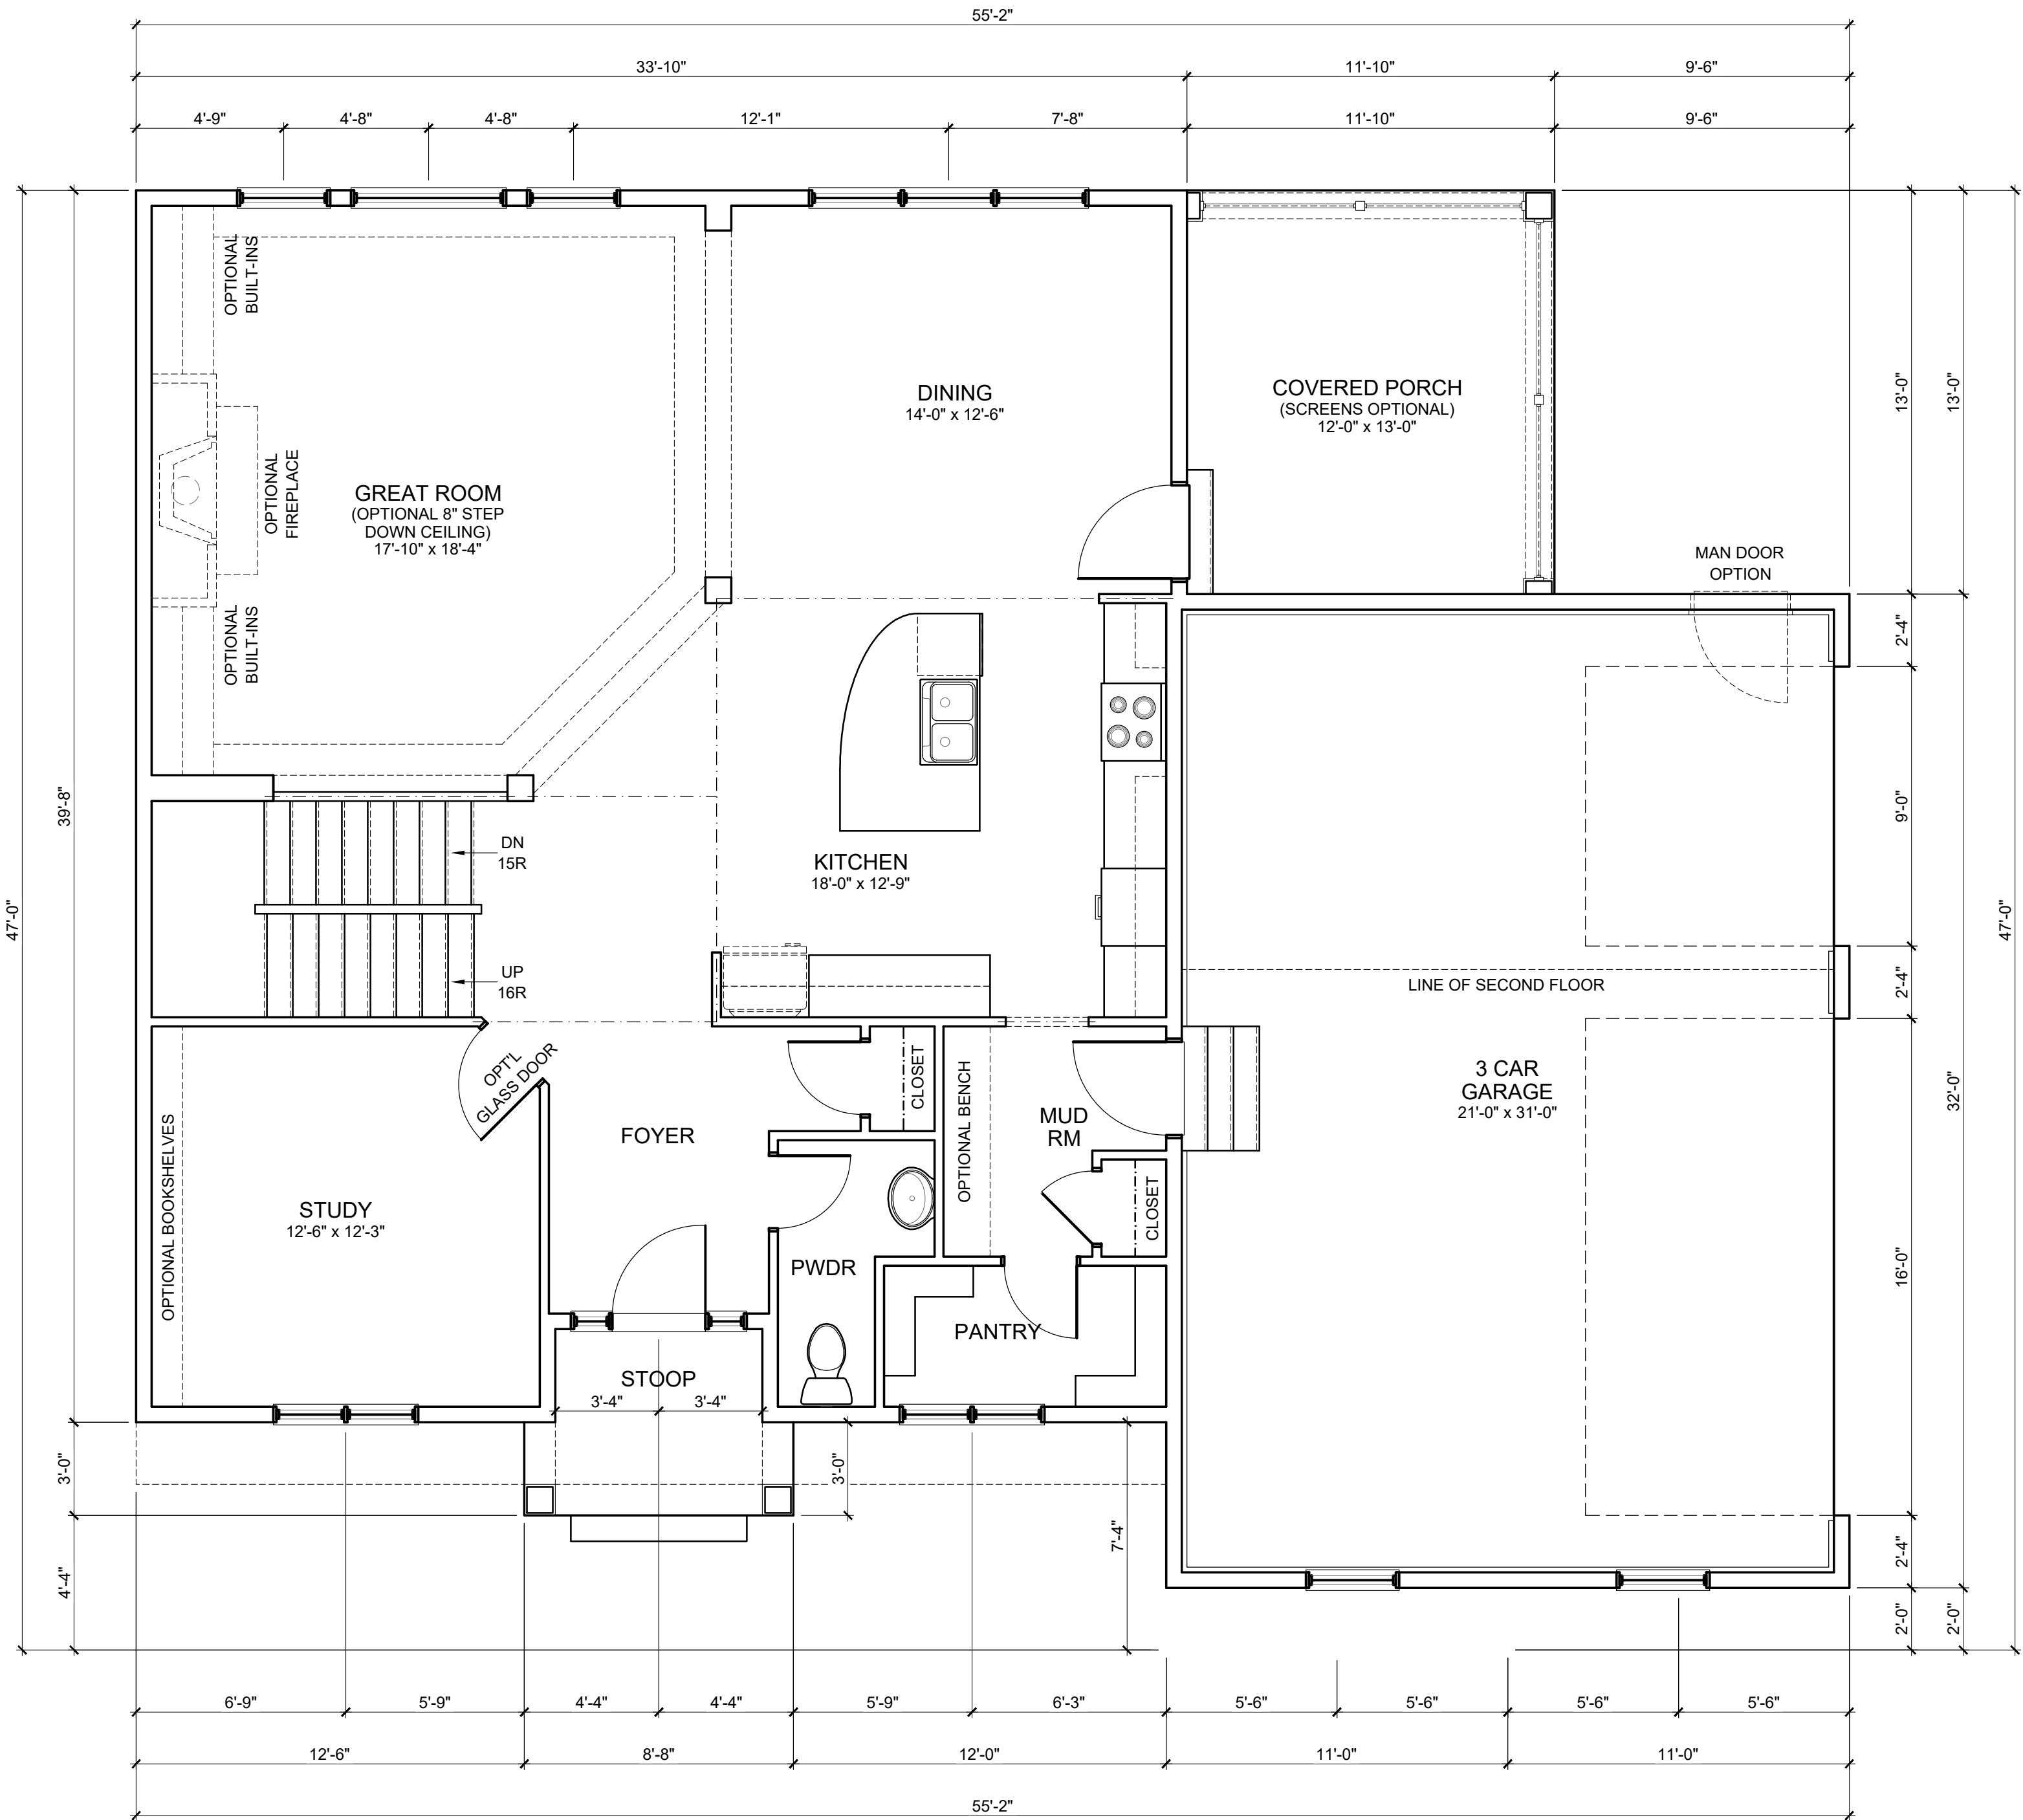 55'-2"
33'-10" 11'-10" 9'-6"
4'-9" 4'-8" 4'-8" 12'-1" 7'-8" 11'-10" 9'-6"
OPTIONAL
BUILT-INS
DINING
14'-0" x 12'-6"
COVERED PORCH
(SCREENS OPTIONAL)
12'-0" x 13'-0"
13'-0"
13'-0"
GREAT ROOM
(OPTIONAL 8" STEP
DOWN CEILING)
17'-10" x 18'-4"
OPTIONAL
FIREPLACE
MAN DOOR
OPTION
OPTIONAL
BUILT-INS
2'-4"
39'-8"
9'-0"
DN
15R
KITCHEN
18'-0" x 12'-9"
47'-0"
47'-0"
UP
16R
LINE OF SECOND FLOOR
2'-4"
OPT'L
GLASS DOOR
CLOSET
OPTIONAL BENCH
MUD
RM
3 CAR
GARAGE
21'-0" x 31'-0"
32'-0"
FOYER
OPTIONAL BOOKSHELVES
STUDY
12'-6" x 12'-3"
CLOSET
PWDR
16'-0"
PANTRY
STOOP
3'-4" 3'-4"
3'-0"
3'-0"
7'-4"
2'-4"
4'-4"
2'-0"
2'-0"
6'-9" 5'-9" 4'-4" 4'-4" 5'-9" 6'-3" 5'-6" 5'-6" 5'-6" 5'-6"
12'-6" 8'-8" 12'-0" 11'-0" 11'-0"
55'-2"